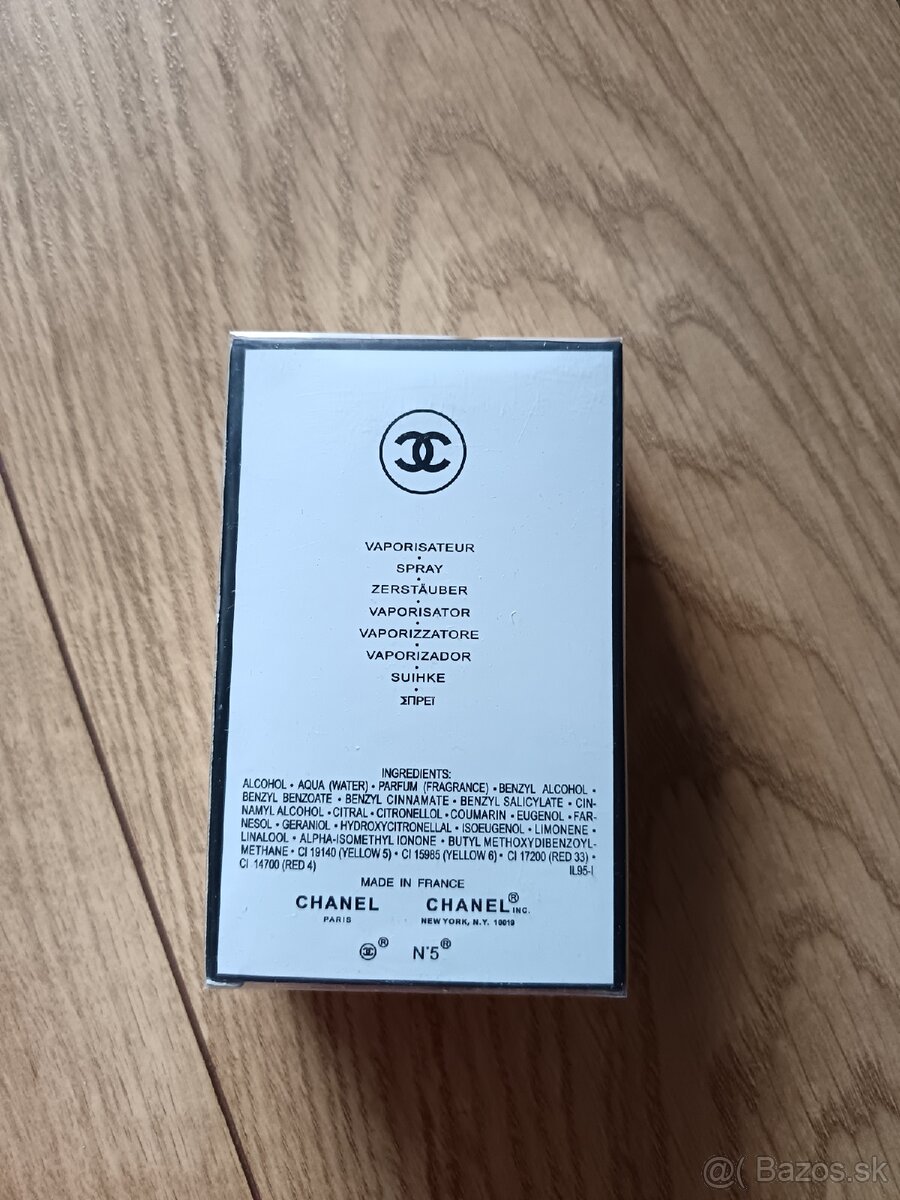 VAPORISATEUR
•
SPRAY
•
ZERSTÄUBER
•
VAPORISATOR
•
VAPORIZZATORE
•
VAPORIZADOR
•
SUIHKE
•
ΣΠΡΕΪ
INGREDIENTS:
ALCOHOL • AQUA (WATER) • PARFUM (FRAGRANCE) • BENZYL ALCOHOL •
BENZYL BENZOATE • BENZYL CINNAMATE • BENZYL SALICYLATE • CIN-
NAMYL ALCOHOL • CITRAL • CITRONELLOL • COUMARIN • EUGENOL • FAR-
NESOL • GERANIOL • HYDROXYCITRONELLAL • ISOEUGENOL • LIMONENE •
LINALOOL • ALPHA-ISOMETHYL IONONE • BUTYL METHOXYDIBENZOYL-
METHANE • CI 19140 (YELLOW 5) • CI 15985 (YELLOW 6) • CI 17200 (RED 33) •
CI 14700 (RED 4) IL95-I
MADE IN FRANCE
CHANEL CHANEL® INC.
PARIS NEW YORK, N.Y. 10019
® N°5®
@( Bazos.sk